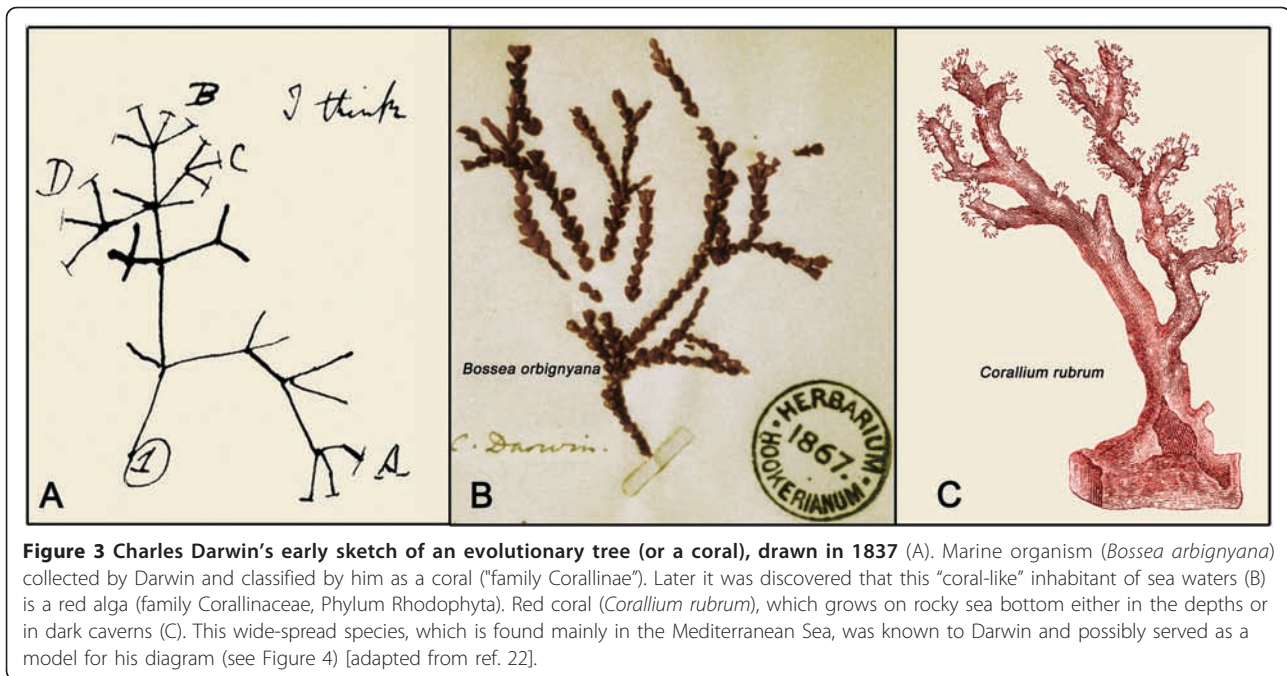 I think
B
C
D
A
1
A
Bossea orbignyana
C. Darwin.
HERBARIUM
HOOKERIANUM
1867.
B
Corallium rubrum
C
Figure 3 Charles Darwin's early sketch of an evolutionary tree (or a coral), drawn in 1837 (A). Marine organism (Bossea arbignyana)
collected by Darwin and classified by him as a coral ("family Corallinae"). Later it was discovered that this "coral-like" inhabitant of sea waters (B)
is a red alga (family Corallinaceae, Phylum Rhodophyta). Red coral (Corallium rubrum), which grows on rocky sea bottom either in the depths or
in dark caverns (C). This wide-spread species, which is found mainly in the Mediterranean Sea, was known to Darwin and possibly served as a
model for his diagram (see Figure 4) [adapted from ref. 22].